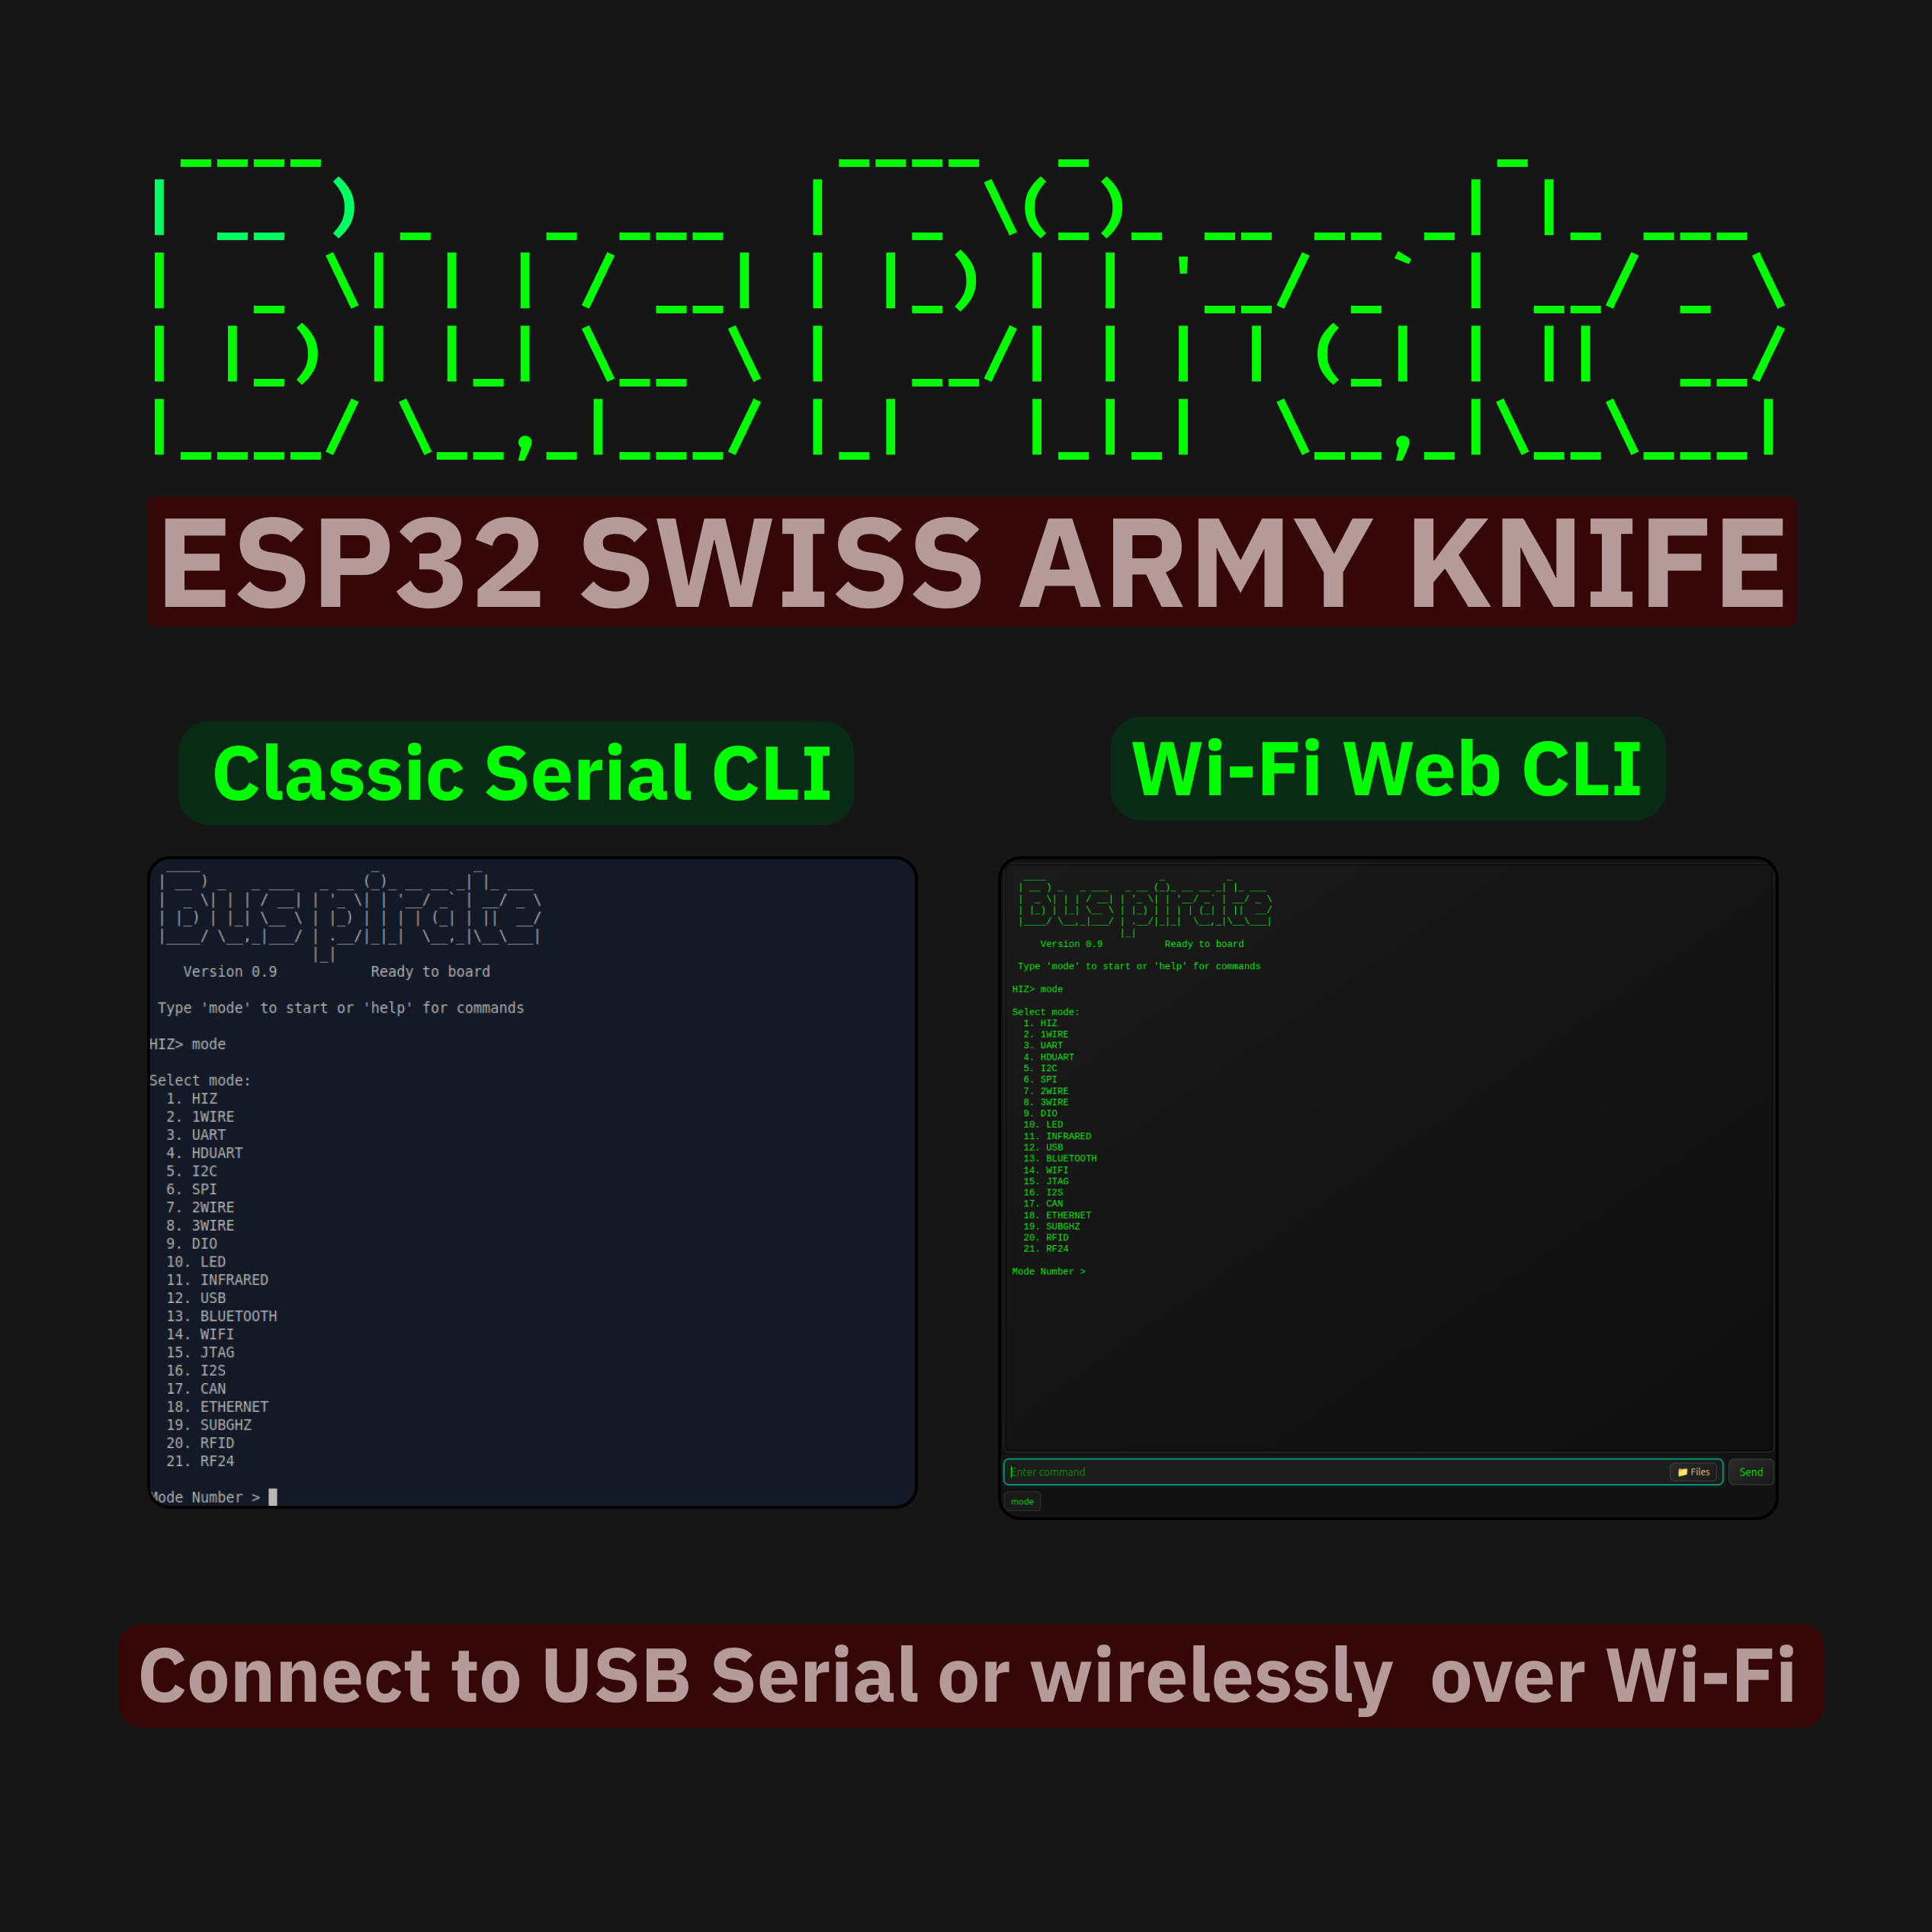 Bus Pirate
ESP32 SWISS ARMY KNIFE
Classic Serial CLI
Buspirate
Version 0.9 Ready to board
Type 'mode' to start or 'help' for commands
HIZ> mode
Select mode:
1. HIZ
2. 1WIRE
3. UART
4. HDUART
5. I2C
6. SPI
7. 2WIRE
8. 3WIRE
9. DIO
10. LED
11. INFRARED
12. USB
13. BLUETOOTH
14. WIFI
15. JTAG
16. I2S
17. CAN
18. ETHERNET
19. SUBGHZ
20. RFID
21. RF24
Mode Number >
Wi-Fi Web CLI
Buspirate
Version 0.9 Ready to board
Type 'mode' to start or 'help' for commands
HIZ> mode
Select mode:
1. HIZ
2. 1WIRE
3. UART
4. HDUART
5. I2C
6. SPI
7. 2WIRE
8. 3WIRE
9. DIO
10. LED
11. INFRARED
12. USB
13. BLUETOOTH
14. WIFI
15. JTAG
16. I2S
17. CAN
18. ETHERNET
19. SUBGHZ
20. RFID
21. RF24
Mode Number >
Enter command
Files
Send
mode
Connect to USB Serial or wirelessly over Wi-Fi